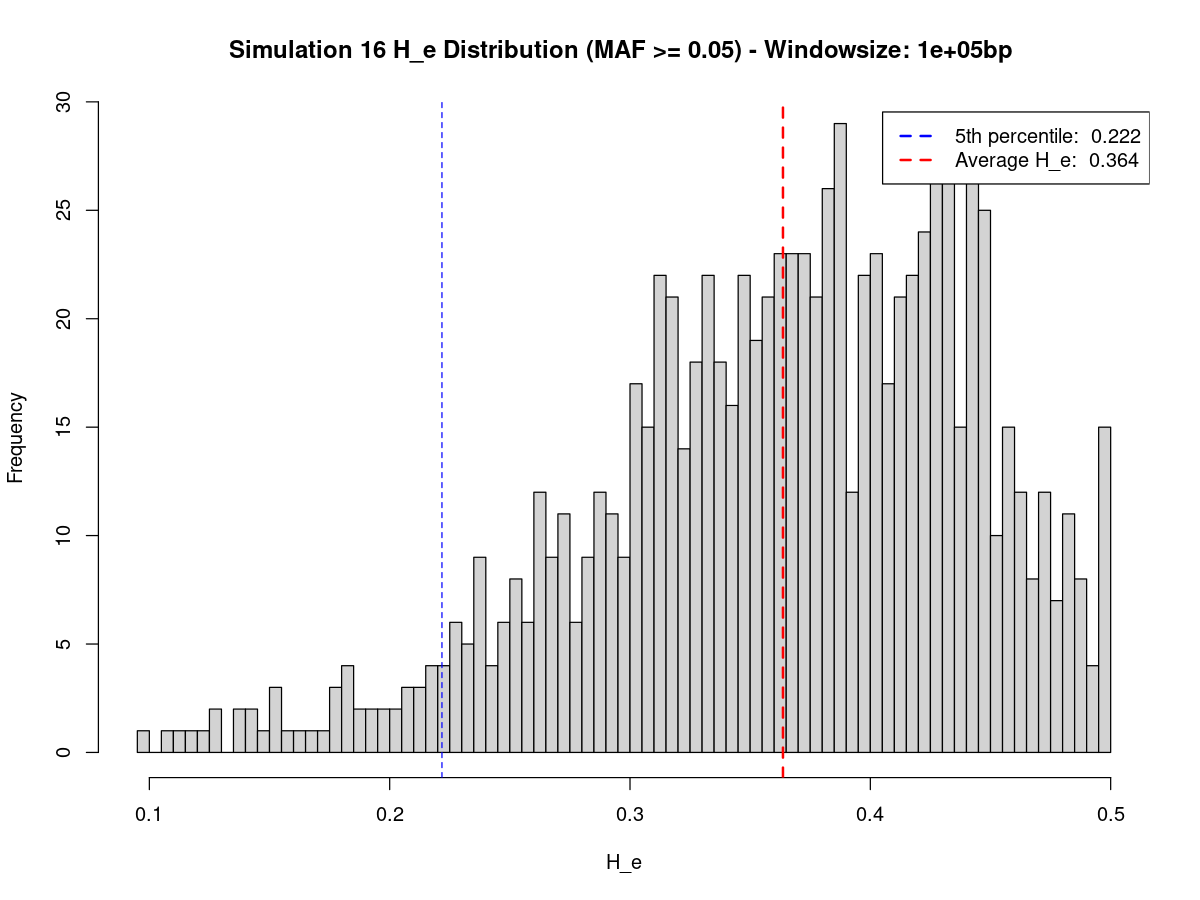 Simulation 16 H_e Distribution (MAF >= 0.05) - Windowsize: 1e+05bp
5th percentile: 0.222
Average H_e: 0.364
Frequency
30
25
20
15
10
5
0
0.1 0.2 0.3 0.4 0.5
H_e